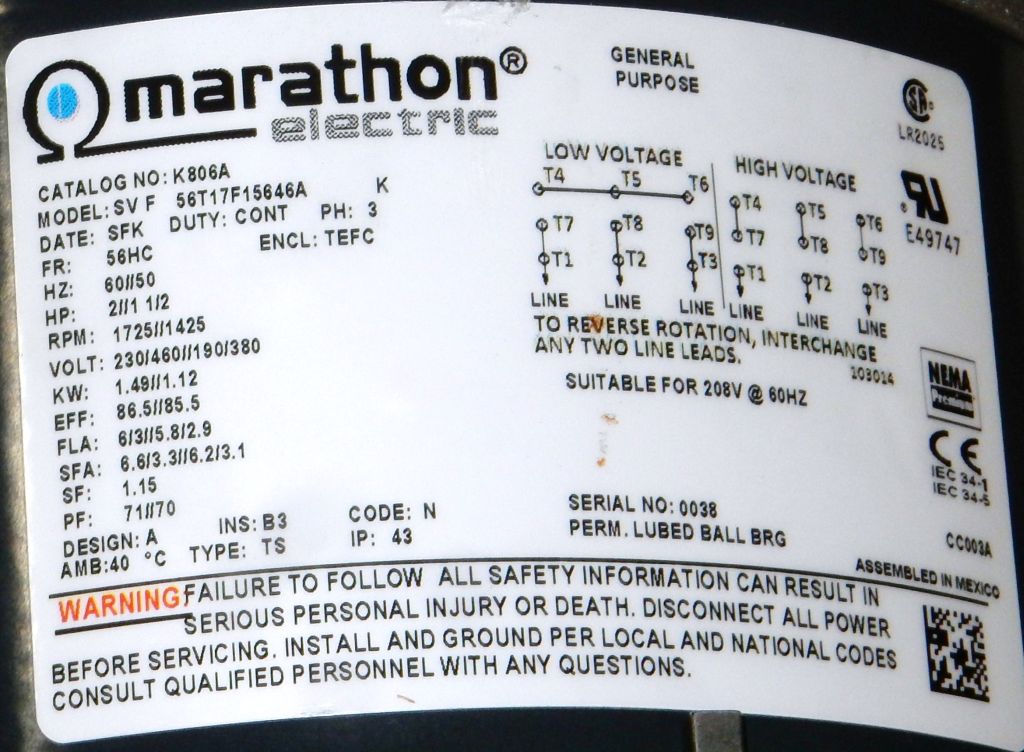 marathon®
electric
GENERAL
PURPOSE
LR2025
E49747
CATALOG NO: K806A
MODEL: SV F 56T17F15646A K
DATE: SFK DUTY: CONT PH: 3
FR: 56HC ENCL: TEFC
HZ: 60//50
HP: 2//1 1/2
RPM: 1725//1425
VOLT: 230/460//190/380
KW: 1.49//1.12
EFF: 86.5//85.5
FLA: 6/3//5.8/2.9
SFA: 6.6/3.3//6.2/3.1
SF: 1.15
PF: 71//70
DESIGN: A INS: B3 CODE: N
AMB:40 °C TYPE: TS IP: 43
LOW VOLTAGE
T4 T5 T6
T7 T8 T9
T1 T2 T3
LINE LINE LINE
HIGH VOLTAGE
T4 T5 T6
T7 T8 T9
T1 T2 T3
LINE LINE LINE
TO REVERSE ROTATION, INTERCHANGE
ANY TWO LINE LEADS.
103014
SUITABLE FOR 208V @ 60HZ
NEMA
Premium
CE
IEC 34-1
IEC 34-5
SERIAL NO: 0038
PERM. LUBED BALL BRG
CC003A
ASSEMBLED IN MEXICO
WARNING: FAILURE TO FOLLOW ALL SAFETY INFORMATION CAN RESULT IN
SERIOUS PERSONAL INJURY OR DEATH. DISCONNECT ALL POWER
BEFORE SERVICING. INSTALL AND GROUND PER LOCAL AND NATIONAL CODES
CONSULT QUALIFIED PERSONNEL WITH ANY QUESTIONS.